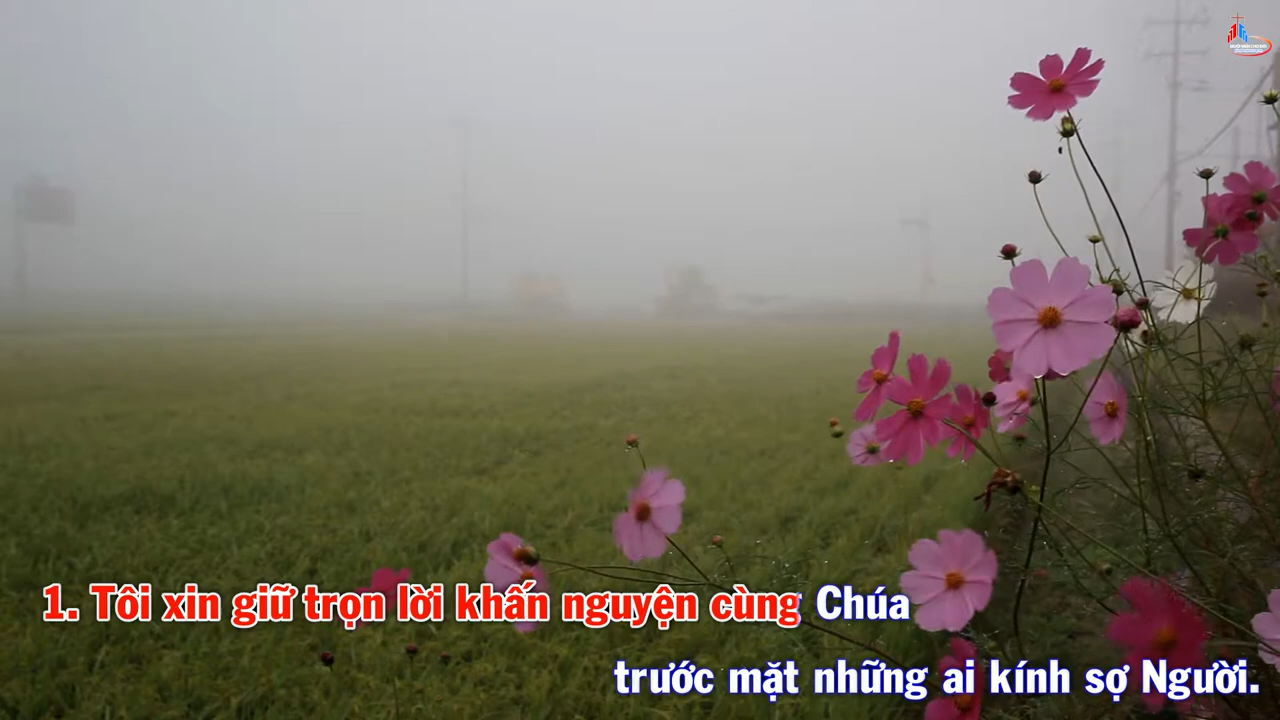 1. Tôi xin giữ trọn lời khấn nguyện cùng Chúa
trước mặt những ai kính sợ Người.